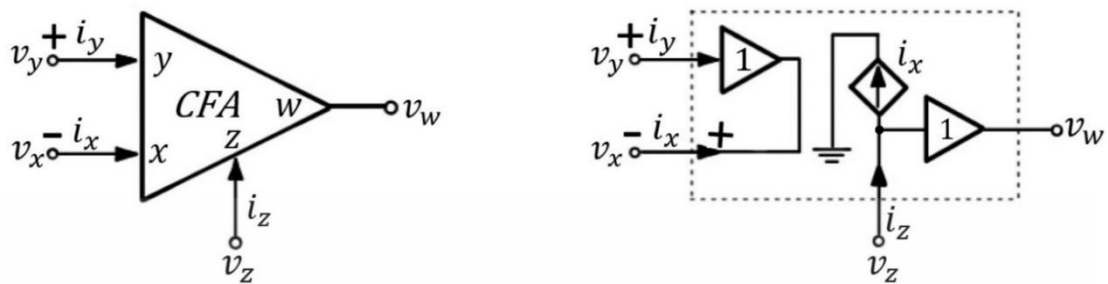 + i_y
v_y
y
CFA
w
v_w
- i_x
v_x
x
z
i_z
v_z
+ i_y
v_y
1
i_x
- i_x +
v_x
1
v_w
i_z
v_z